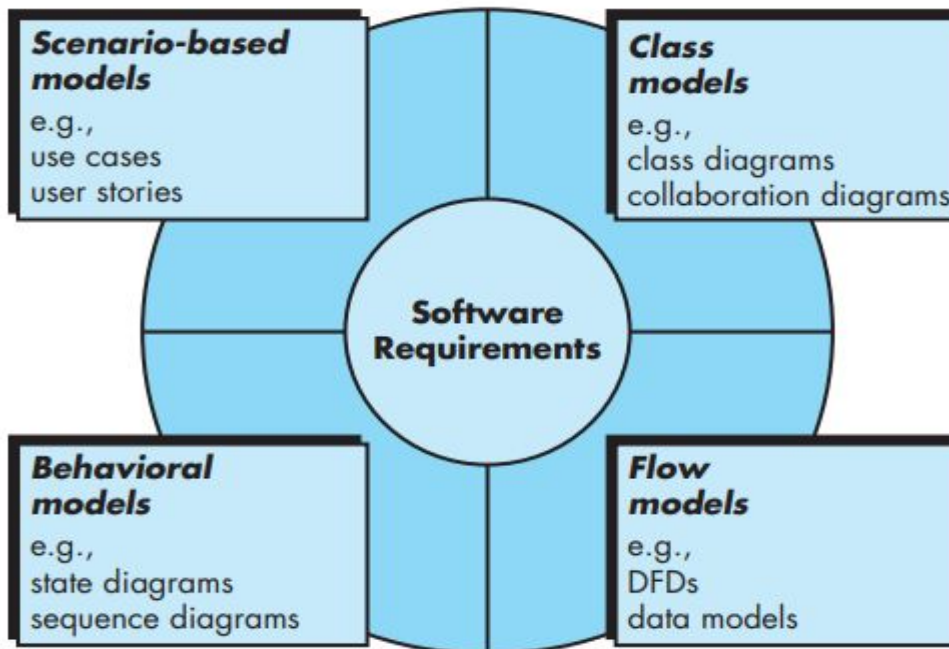 Scenario-based
models
e.g.,
use cases
user stories
Class
models
e.g.,
class diagrams
collaboration diagrams
Software
Requirements
Behavioral
models
e.g.,
state diagrams
sequence diagrams
Flow
models
e.g.,
DFDs
data models